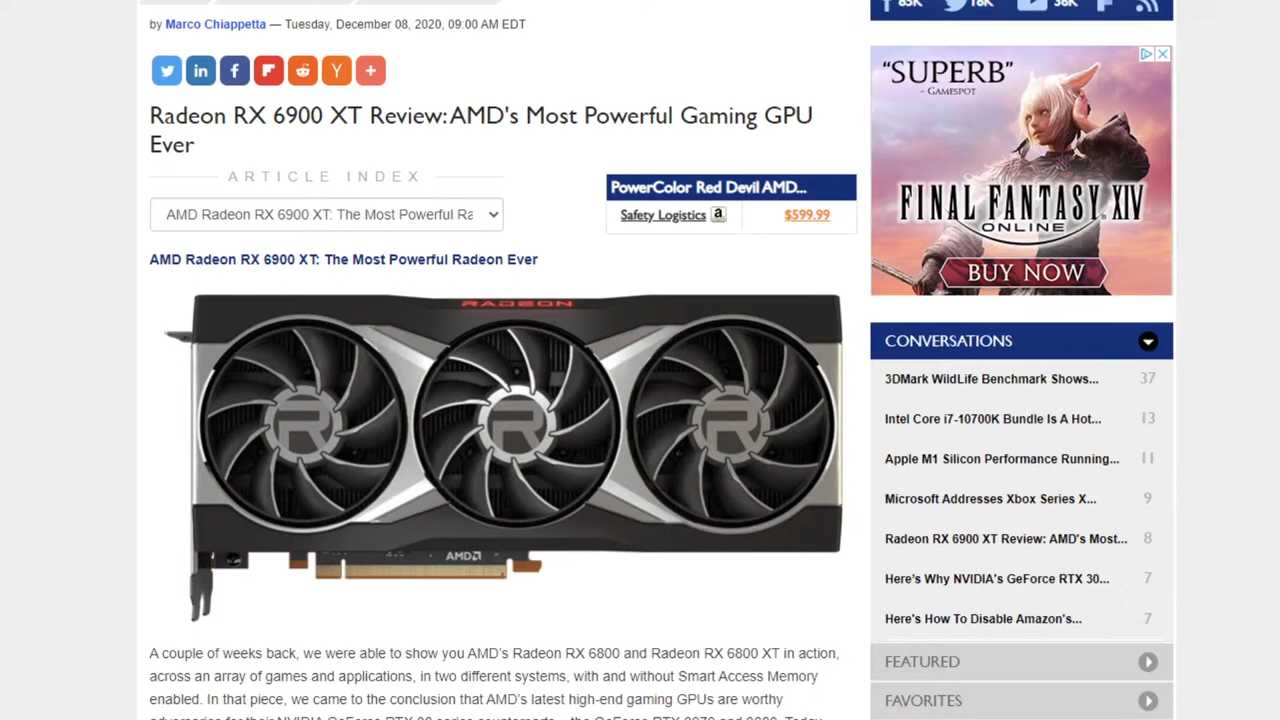 by Marco Chiappetta — Tuesday, December 08, 2020, 09:00 AM EDT
85K 18K 36K
Radeon RX 6900 XT Review: AMD's Most Powerful Gaming GPU
Ever
ARTICLE INDEX
AMD Radeon RX 6900 XT: The Most Powerful Ra
PowerColor Red Devil AMD...
Safety Logistics a $599.99
AMD Radeon RX 6900 XT: The Most Powerful Radeon Ever
RADEON
R R R
AMD
A couple of weeks back, we were able to show you AMD's Radeon RX 6800 and Radeon RX 6800 XT in action,
across an array of games and applications, in two different systems, with and without Smart Access Memory
enabled. In that piece, we came to the conclusion that AMD's latest high-end gaming GPUs are worthy
"SUPERB"
- GAMESPOT
FINAL FANTASY XIV
ONLINE
BUY NOW
CONVERSATIONS
3DMark WildLife Benchmark Shows... 37
Intel Core i7-10700K Bundle Is A Hot... 13
Apple M1 Silicon Performance Running... 11
Microsoft Addresses Xbox Series X... 9
Radeon RX 6900 XT Review: AMD's Most... 8
Here's Why NVIDIA's GeForce RTX 30... 7
Here's How To Disable Amazon's... 7
FEATURED
FAVORITES